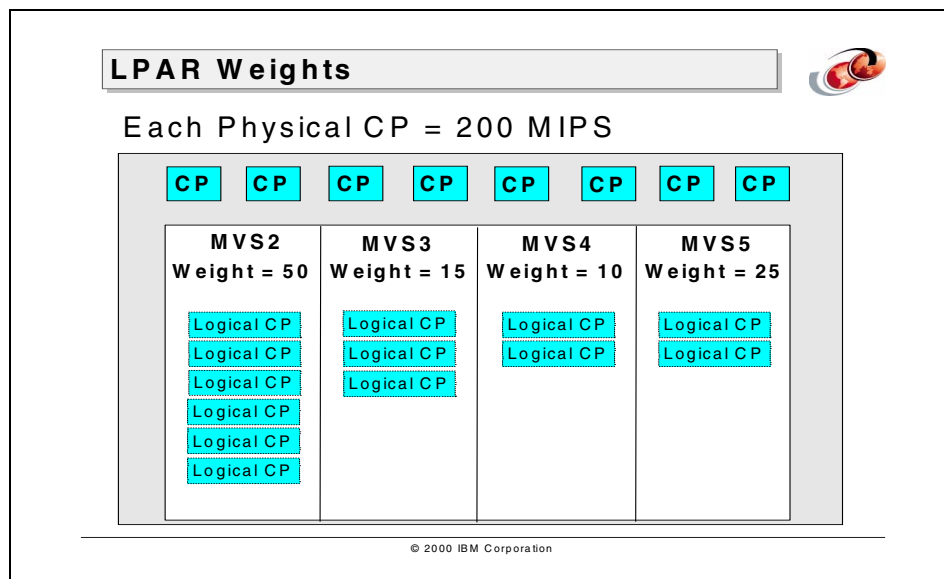 LPAR Weights
Each Physical CP = 200 MIPS
CP CP CP CP CP CP CP CP
MVS2 MVS3 MVS4 MVS5
Weight = 50 Weight = 15 Weight = 10 Weight = 25
Logical CP Logical CP Logical CP Logical CP
Logical CP Logical CP Logical CP Logical CP
Logical CP Logical CP
Logical CP
Logical CP
Logical CP
© 2000 IBM Corporation